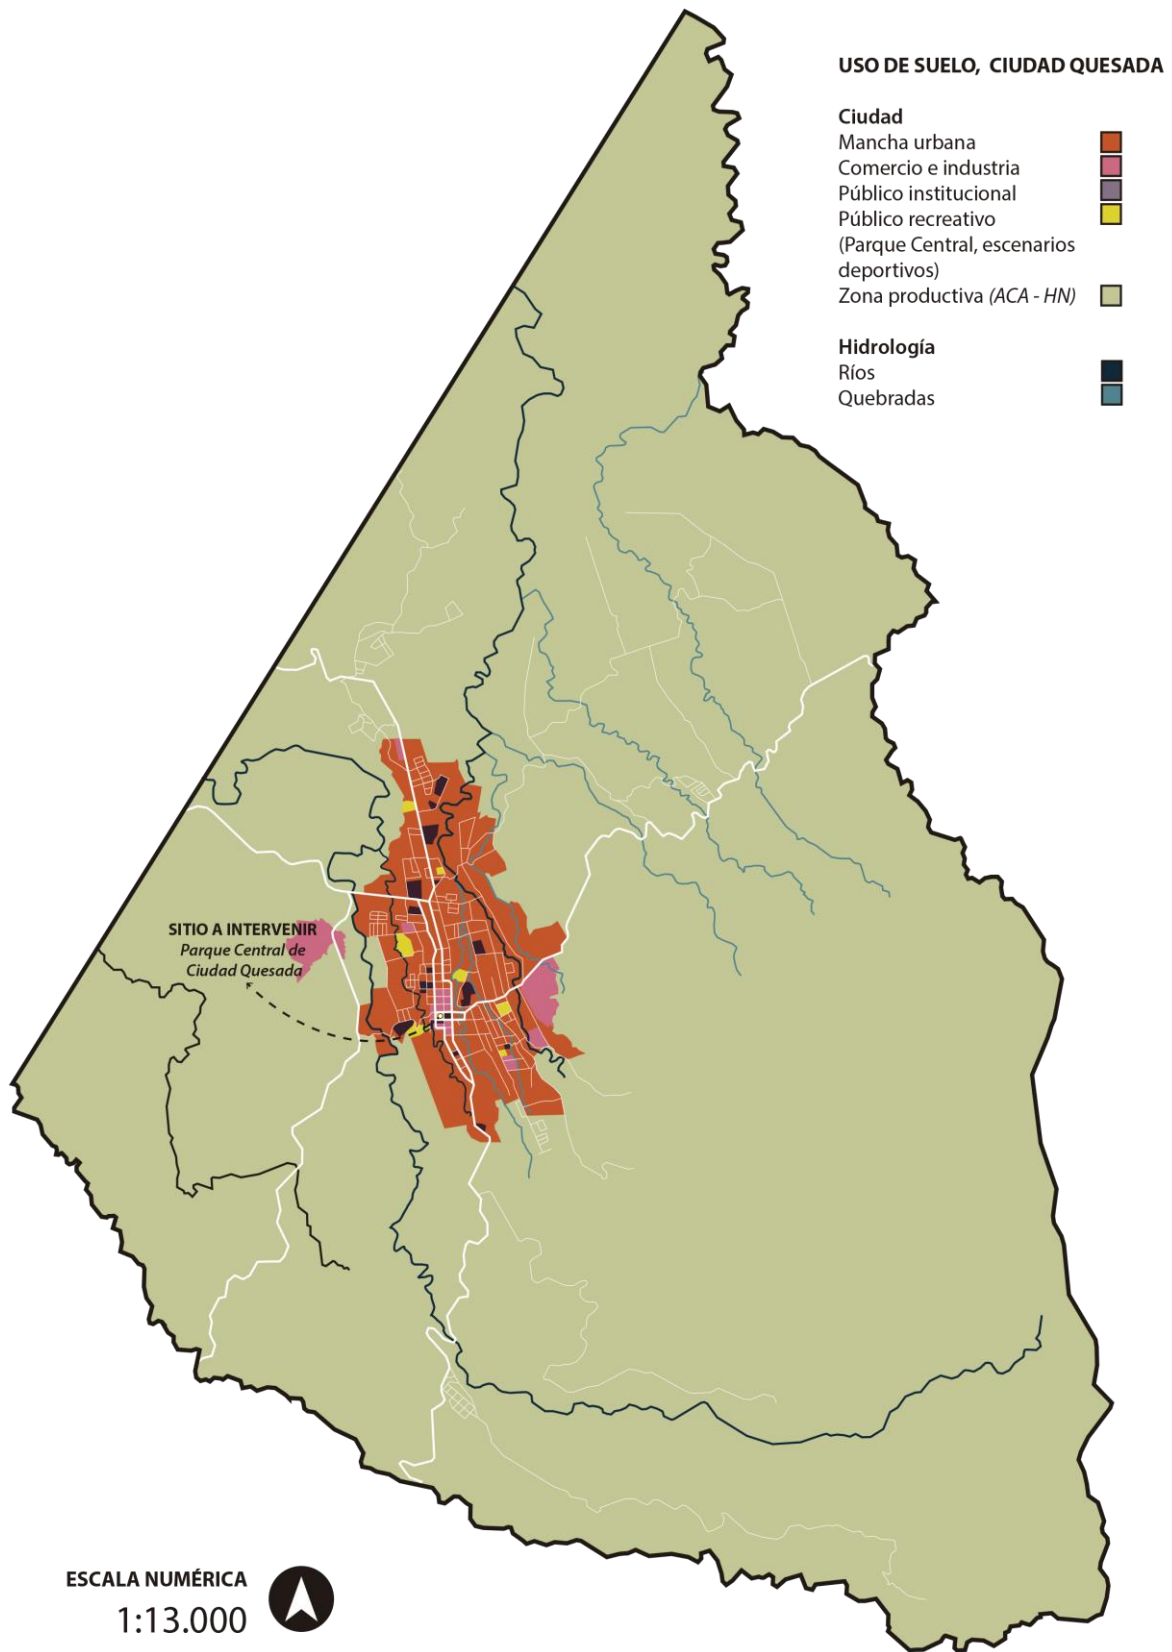 USO DE SUELO, CIUDAD QUESADA
Ciudad
Mancha urbana
Comercio e industria
Público institucional
Público recreativo
(Parque Central, escenarios
deportivos)
Zona productiva (ACA - HN)
Hidrología
Ríos
Quebradas
SITIO A INTERVENIR
Parque Central de
Ciudad Quesada
ESCALA NUMÉRICA
1:13.000